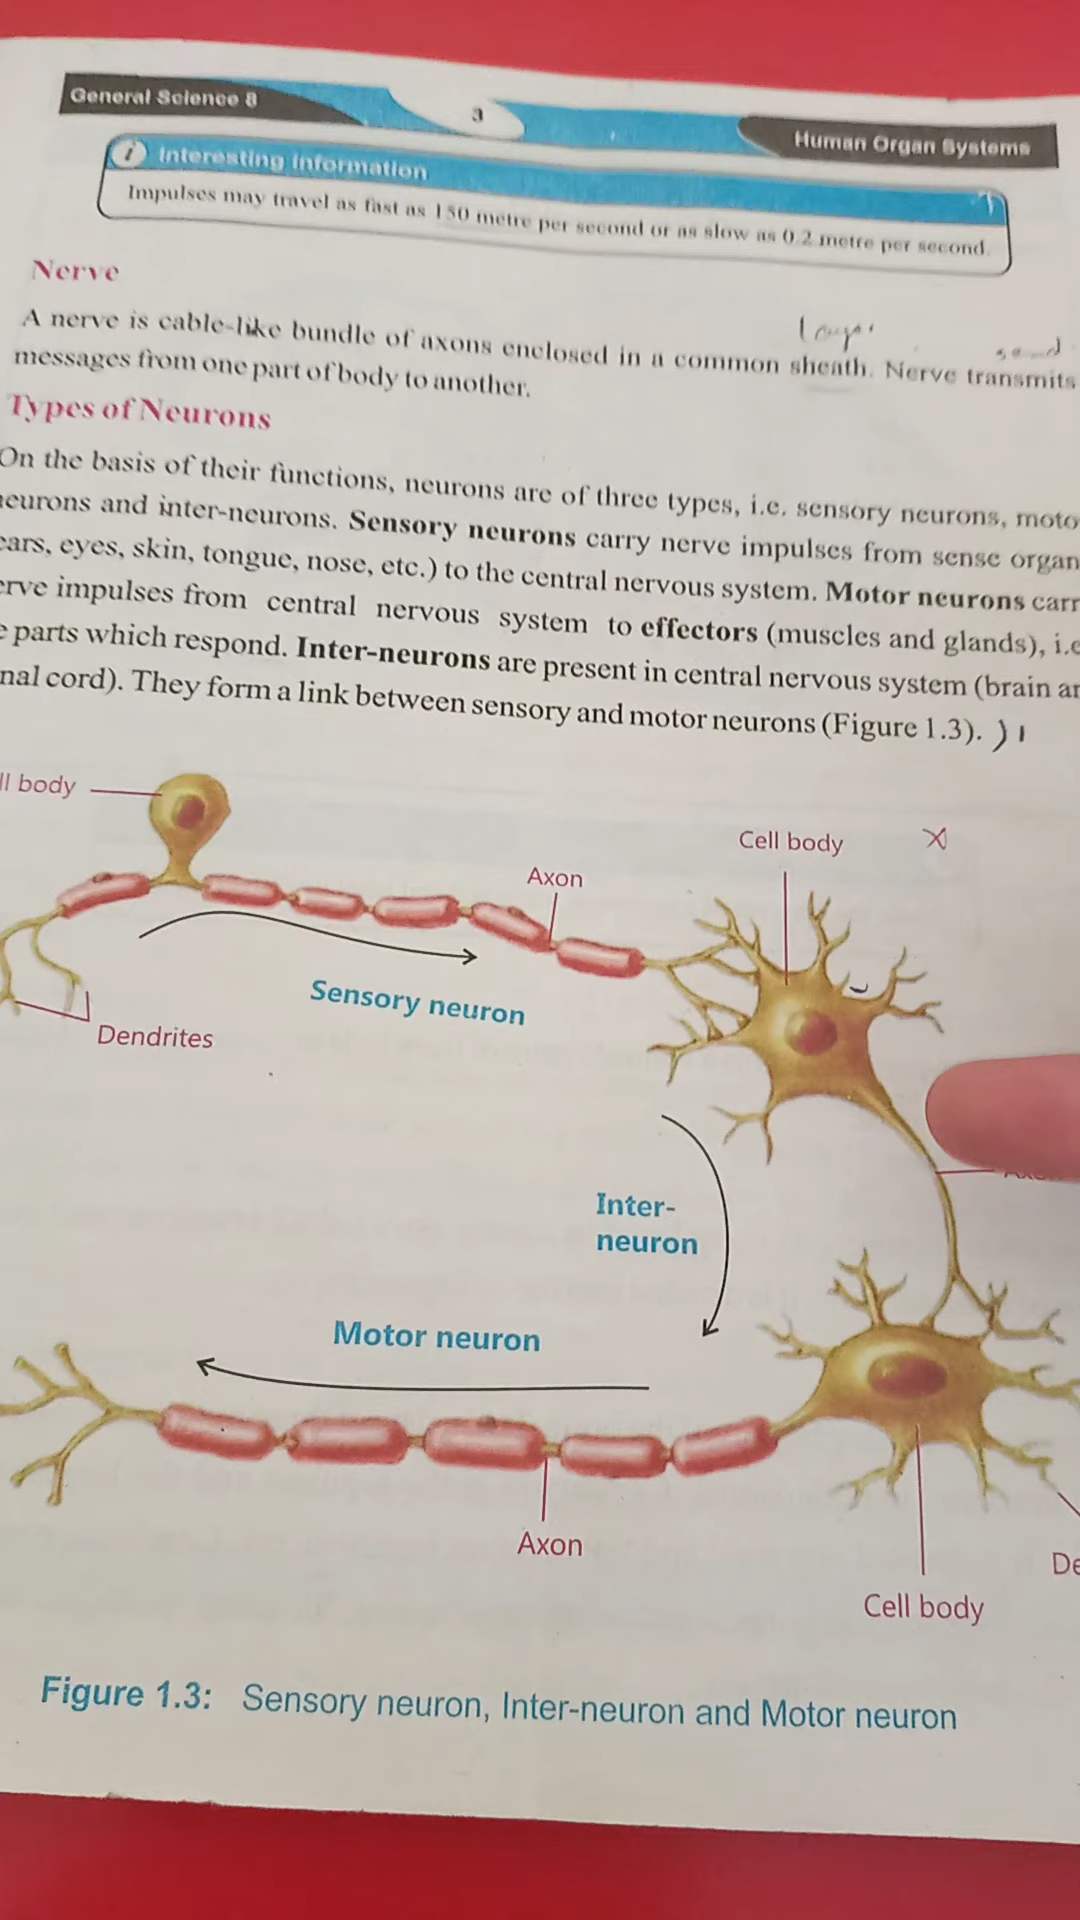 General Science 8
3
Human Organ Systems
i Interesting information
Impulses may travel as fast as 150 metre per second or as slow as 0.2 metre per second.
Nerve
A nerve is cable-like bundle of axons enclosed in a common sheath. Nerve transmits
messages from one part of body to another.
Types of Neurons
On the basis of their functions, neurons are of three types, i.e. sensory neurons, moto
neurons and inter-neurons. Sensory neurons carry nerve impulses from sense organ
ears, eyes, skin, tongue, nose, etc.) to the central nervous system. Motor neurons carr
erve impulses from central nervous system to effectors (muscles and glands), i.e
e parts which respond. Inter-neurons are present in central nervous system (brain an
nal cord). They form a link between sensory and motor neurons (Figure 1.3).
ll body
Cell body
Axon
Sensory neuron
Dendrites
Inter-
neuron
Motor neuron
Axon
De
Cell body
Figure 1.3: Sensory neuron, Inter-neuron and Motor neuron